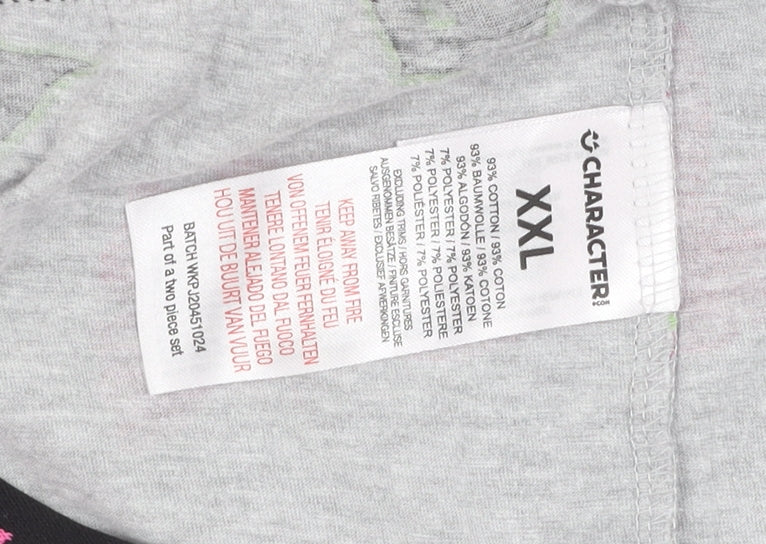 CHARACTER.COM
XXL
93% COTTON / 93% COTON
93% BAUMWOLLE / 93% COTONE
93% ALGODÓN / 93% KATOEN
7% POLYESTER / 7% POLYESTER
7% POLYESTER / 7% POLIESTERE
7% POLIÉSTER / 7% POLYESTER
EXCLUDING TRIMS / HORS GARNITURES
AUSGENOMMEN BESÄTZE / FINITURE ESCLUSE
SALVO RIBETES / EXCLUSIEF AFWERKINGEN
KEEP AWAY FROM FIRE
TENIR ÉLOIGNÉ DU FEU
VON OFFENEM FEUER FERNHALTEN
TENERE LONTANO DAL FUOCO
MANTENER ALEJADO DEL FUEGO
HOU UIT DE BUURT VAN VUUR
BATCH WKPJ20451024
Part of a two piece set